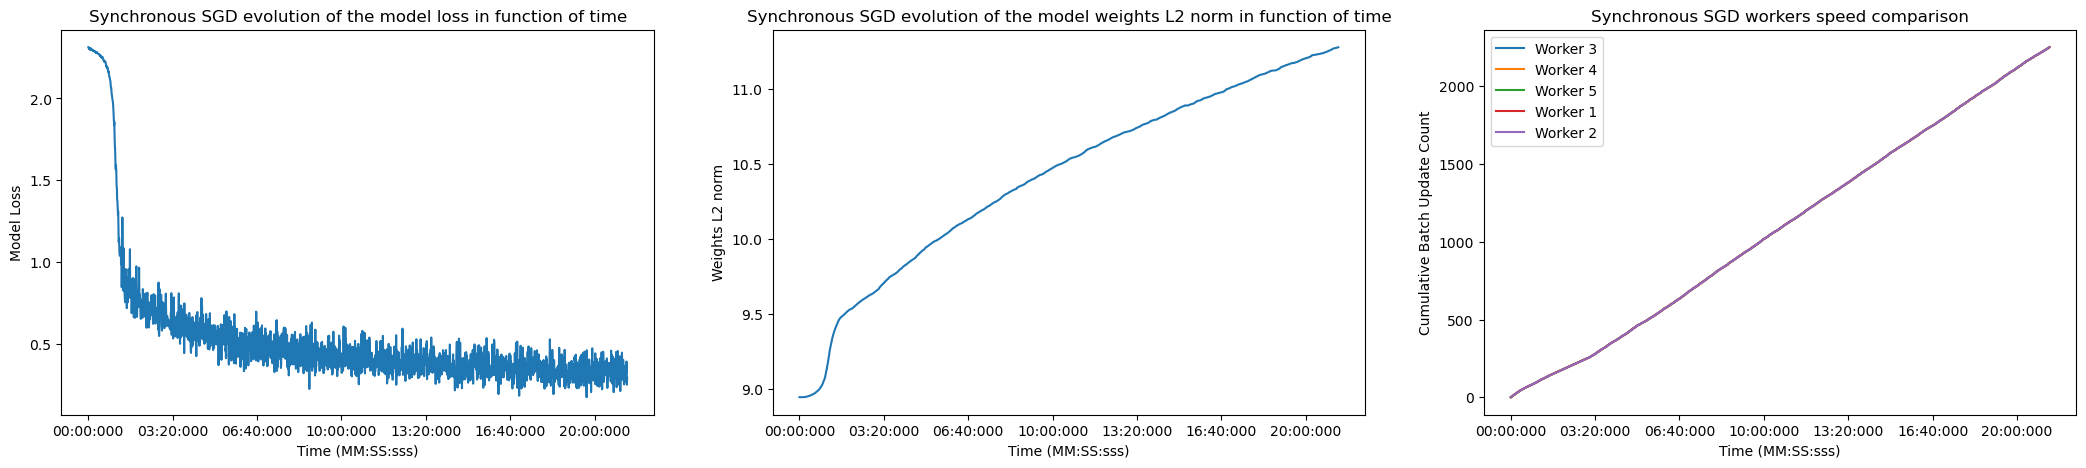 Synchronous SGD evolution of the model loss in function of time
Model Loss
2.0
1.5
1.0
0.5
00:00:000 03:20:000 06:40:000 10:00:000 13:20:000 16:40:000 20:00:000
Time (MM:SS:sss)
Synchronous SGD evolution of the model weights L2 norm in function of time
Weights L2 norm
11.0
10.5
10.0
9.5
9.0
00:00:000 03:20:000 06:40:000 10:00:000 13:20:000 16:40:000 20:00:000
Time (MM:SS:sss)
Synchronous SGD workers speed comparison
Worker 3
Worker 4
Worker 5
Worker 1
Worker 2
Cumulative Batch Update Count
2000
1500
1000
500
0
00:00:000 03:20:000 06:40:000 10:00:000 13:20:000 16:40:000 20:00:000
Time (MM:SS:sss)